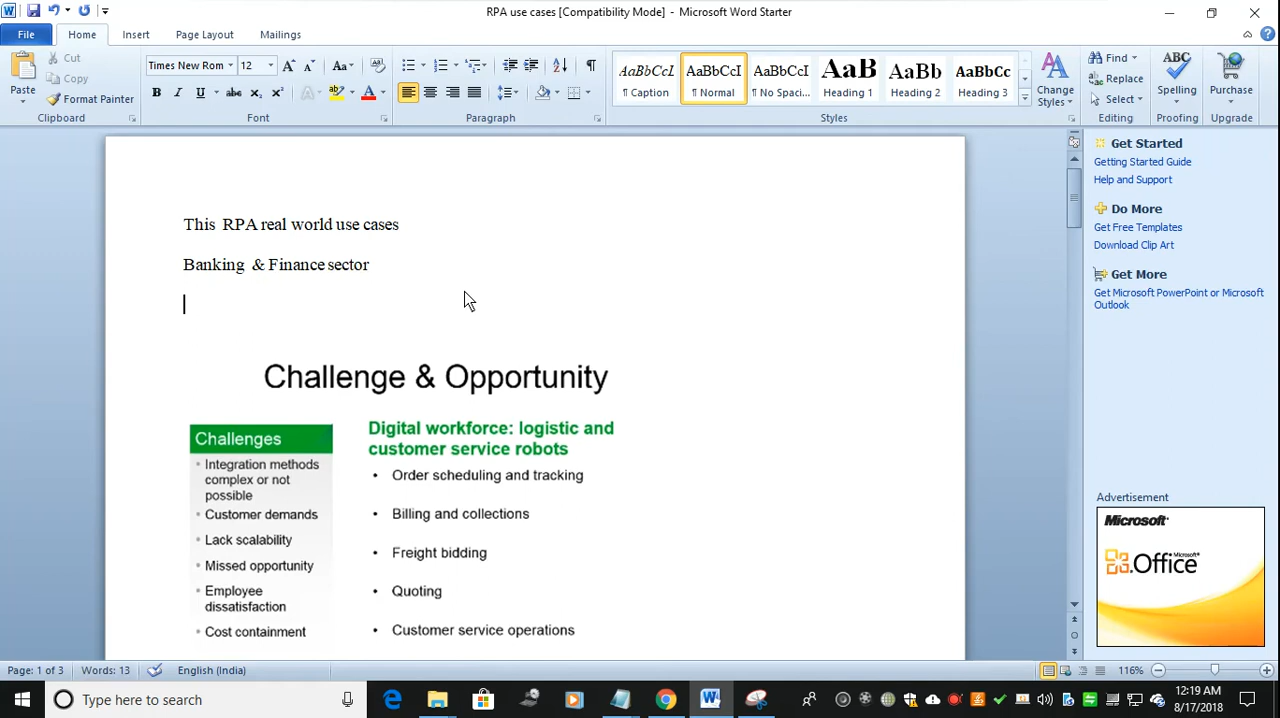 RPA use cases [Compatibility Mode] - Microsoft Word Starter
File Home Insert Page Layout Mailings
Paste
Cut
Copy
Format Painter
Clipboard
Times New Rom 12
Font
Paragraph
AaBbCcI AaBbCcI AaBbCcI AaB AaBb AaBbCc
¶ Caption ¶ Normal ¶ No Spaci... Heading 1 Heading 2 Heading 3
Styles
Change
Styles
Find
Replace
Select
Editing
ABC
Spelling
Proofing
Purchase
Upgrade
This RPA real world use cases
Banking & Finance sector
Challenge & Opportunity
Challenges
• Integration methods
complex or not
possible
• Customer demands
• Lack scalability
• Missed opportunity
• Employee
dissatisfaction
• Cost containment
Digital workforce: logistic and
customer service robots
• Order scheduling and tracking
• Billing and collections
• Freight bidding
• Quoting
• Customer service operations
Get Started
Getting Started Guide
Help and Support
Do More
Get Free Templates
Download Clip Art
Get More
Get Microsoft PowerPoint or Microsoft
Outlook
Advertisement
Microsoft
Office
Page: 1 of 3 Words: 13 English (India) 116%
Type here to search
12:19 AM
8/17/2018